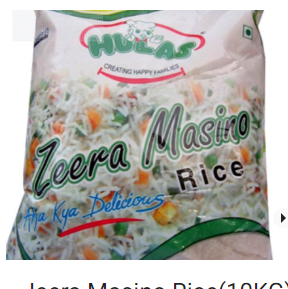 HULAS
CREATING HAPPY FAMILIES
Zeera Masino
Rice
Aha Kya Delicious